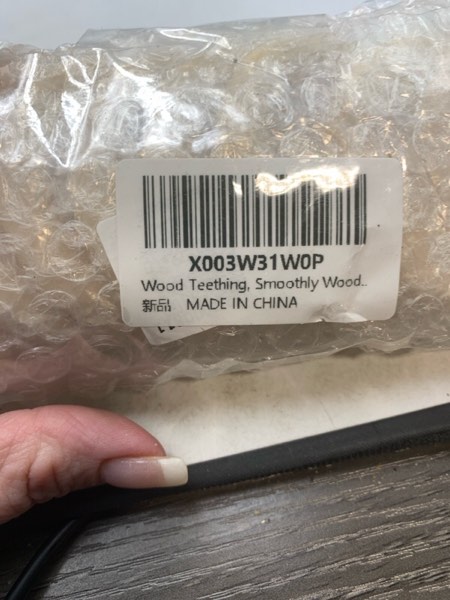 X003W31W0P
Wood Teething, Smoothly Wood..
新品 MADE IN CHINA